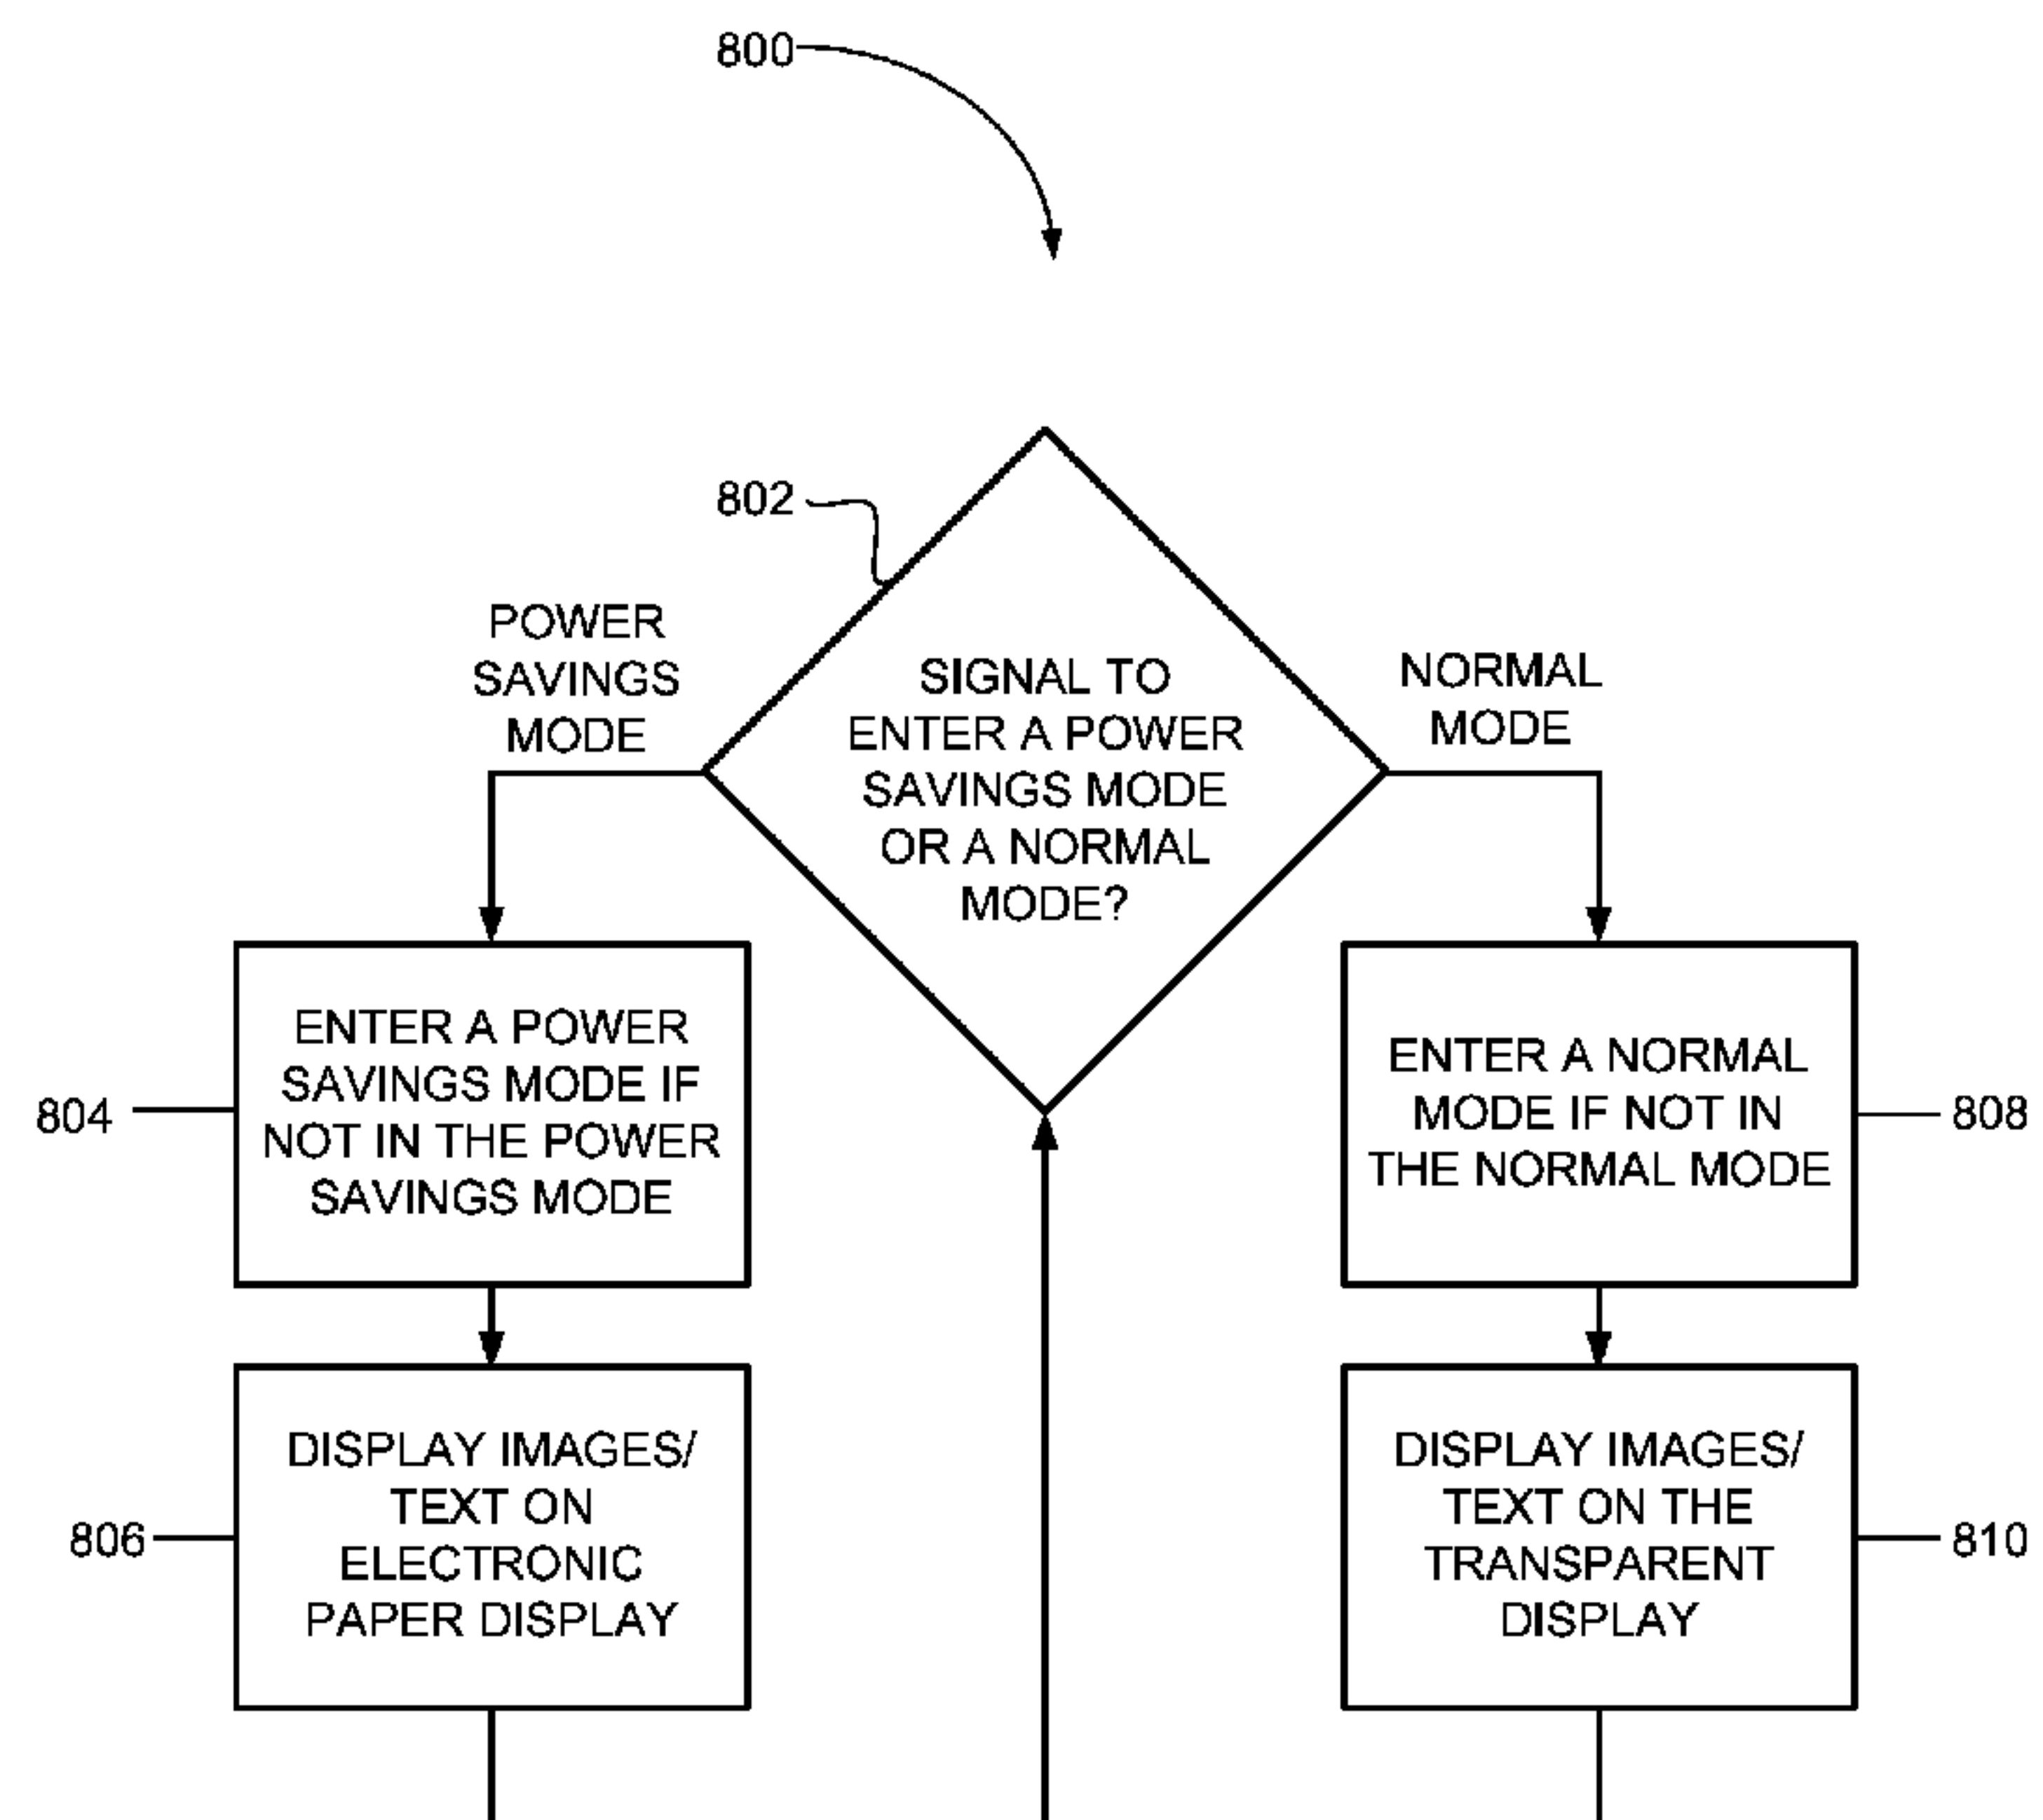 800
802
POWER
SAVINGS
MODE
SIGNAL TO
ENTER A POWER
SAVINGS MODE
OR A NORMAL
MODE?
NORMAL
MODE
804
ENTER A POWER
SAVINGS MODE IF
NOT IN THE POWER
SAVINGS MODE
ENTER A NORMAL
MODE IF NOT IN
THE NORMAL MODE
808
806
DISPLAY IMAGES/
TEXT ON
ELECTRONIC
PAPER DISPLAY
DISPLAY IMAGES/
TEXT ON THE
TRANSPARENT
DISPLAY
810